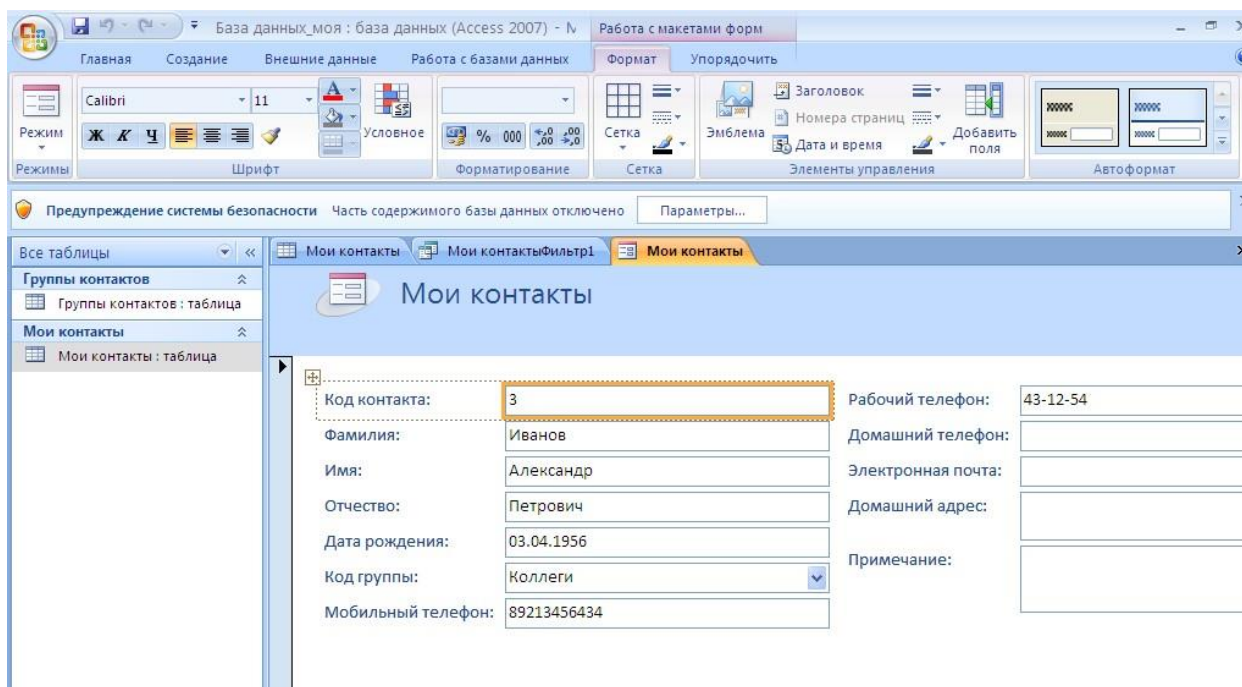 База данных_моя : база данных (Access 2007) - M Работа с макетами форм
Главная Создание Внешние данные Работа с базами данных Формат Упорядочить
Режим
Calibri 11
Ж К Ч
Условное
% 000 ,00 ,00
Сетка
Эмблема
Заголовок
Номера страниц
Дата и время
Добавить поля
Режимы Шрифт Форматирование Сетка Элементы управления Автоформат
Предупреждение системы безопасности Часть содержимого базы данных отключено Параметры...
Все таблицы
Группы контактов
Группы контактов : таблица
Мои контакты
Мои контакты : таблица
Мои контакты Мои контактыФильтр1 Мои контакты
Мои контакты
Код контакта: 3
Фамилия: Иванов
Имя: Александр
Отчество: Петрович
Дата рождения: 03.04.1956
Код группы: Коллеги
Мобильный телефон: 89213456434
Рабочий телефон: 43-12-54
Домашний телефон:
Электронная почта:
Домашний адрес:
Примечание: